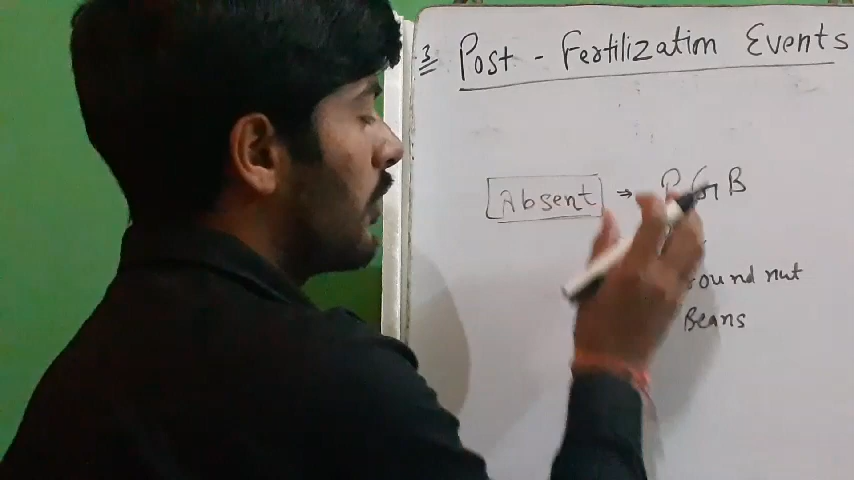 3 Post - Fertilization Events
Absent ⇒ P G B
ound nut
Beans